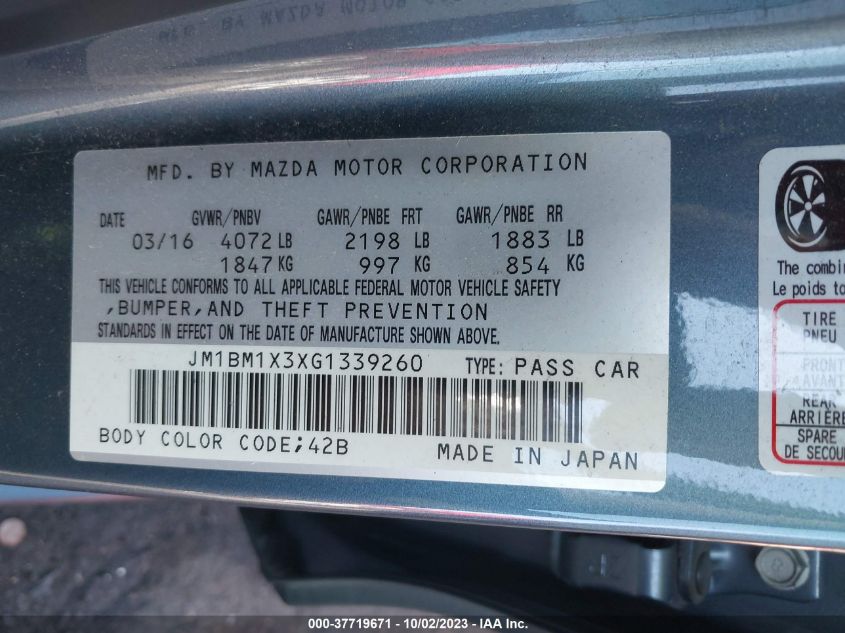 MFD. BY MAZDA MOTOR CORPORATION
DATE GVWR/PNBV GAWR/PNBE FRT GAWR/PNBE RR
03/16 4072 LB 2198 LB 1883 LB
1847 KG 997 KG 854 KG
THIS VEHICLE CONFORMS TO ALL APPLICABLE FEDERAL MOTOR VEHICLE SAFETY
,BUMPER,AND THEFT PREVENTION
STANDARDS IN EFFECT ON THE DATE OF MANUFACTURE SHOWN ABOVE.
JM1BM1X3XG1339260 TYPE: PASS CAR
BODY COLOR CODE;42B MADE IN JAPAN
The combin
Le poids to
TIRE
PNEU
FRONT
AVANT
REAR
ARRIÈRE
SPARE
DE SECOU
000-37719671 - 10/02/2023 - IAA Inc.